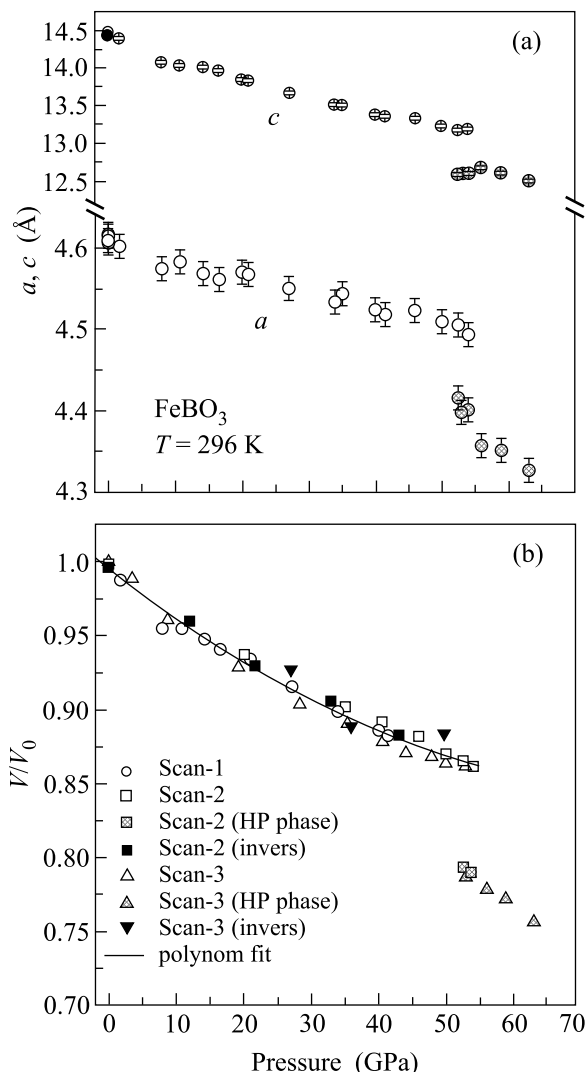 (a)
14.5
14.0
13.5
13.0
12.5
c
a, c (Å)
4.6
4.5
4.4
4.3
a
FeBO3
T = 296 K
(b)
1.0
0.95
0.90
0.85
0.80
0.75
0.70
V/V0
Scan-1
Scan-2
Scan-2 (HP phase)
Scan-2 (invers)
Scan-3
Scan-3 (HP phase)
Scan-3 (invers)
polynom fit
0 10 20 30 40 50 60 70
Pressure (GPa)